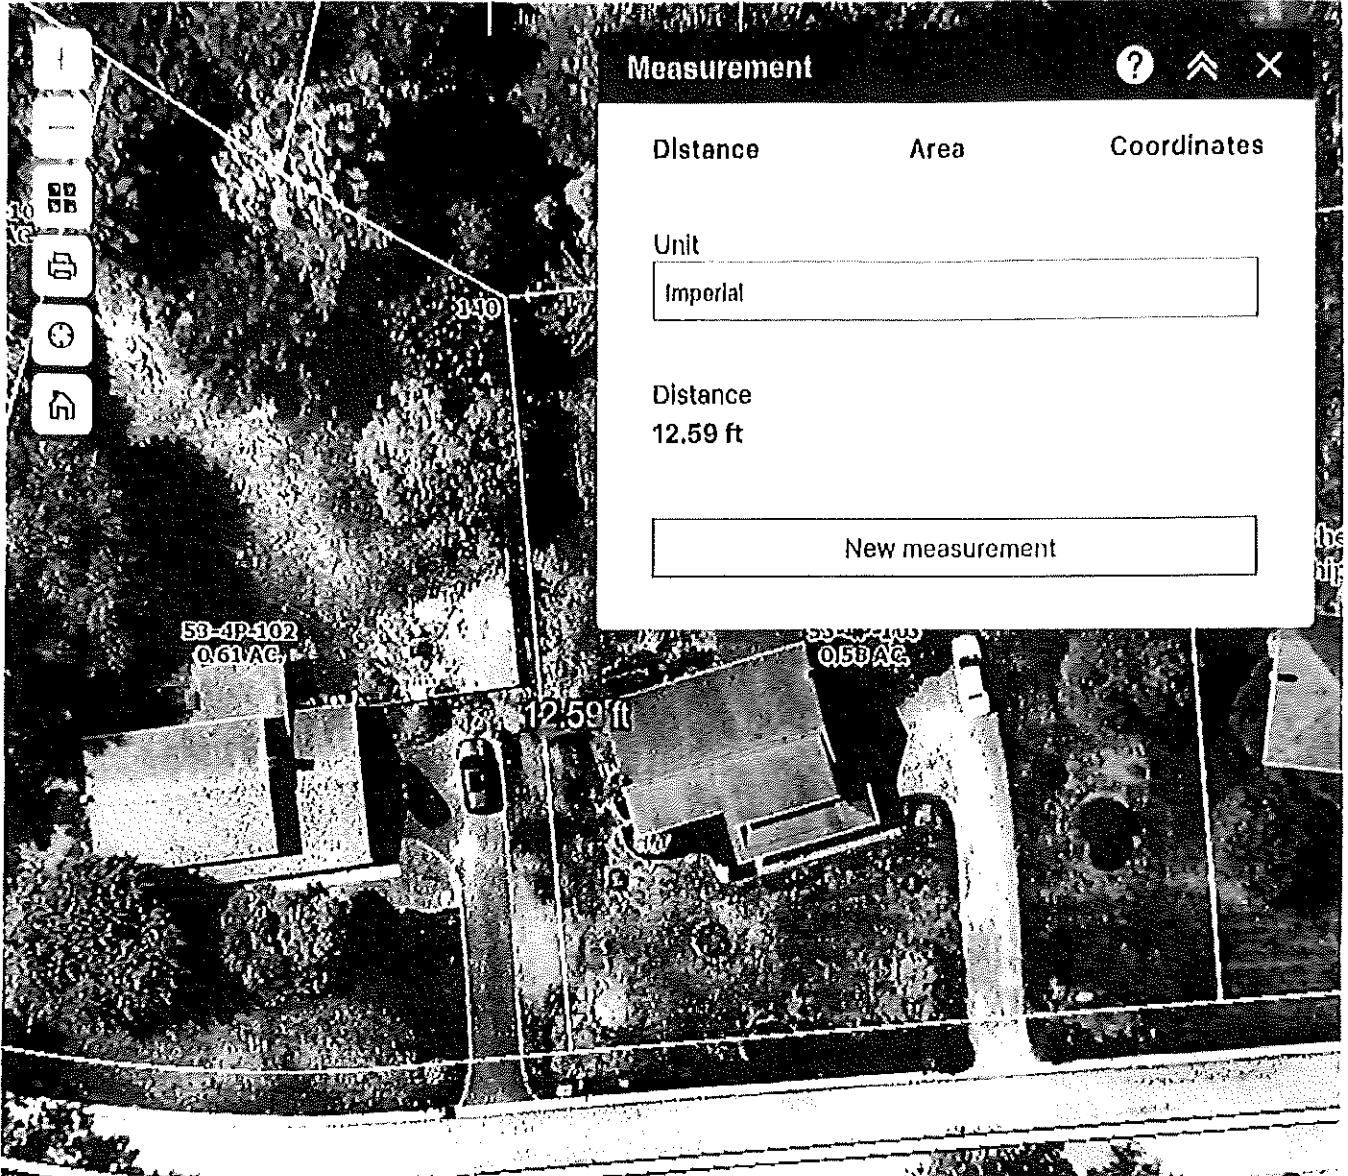 Measurement
Distance Area Coordinates
Unit
Imperial
Distance
12.59 ft
New measurement
140
53-4P-102
0.61 AC.
0.58 AC.
12.59 ft